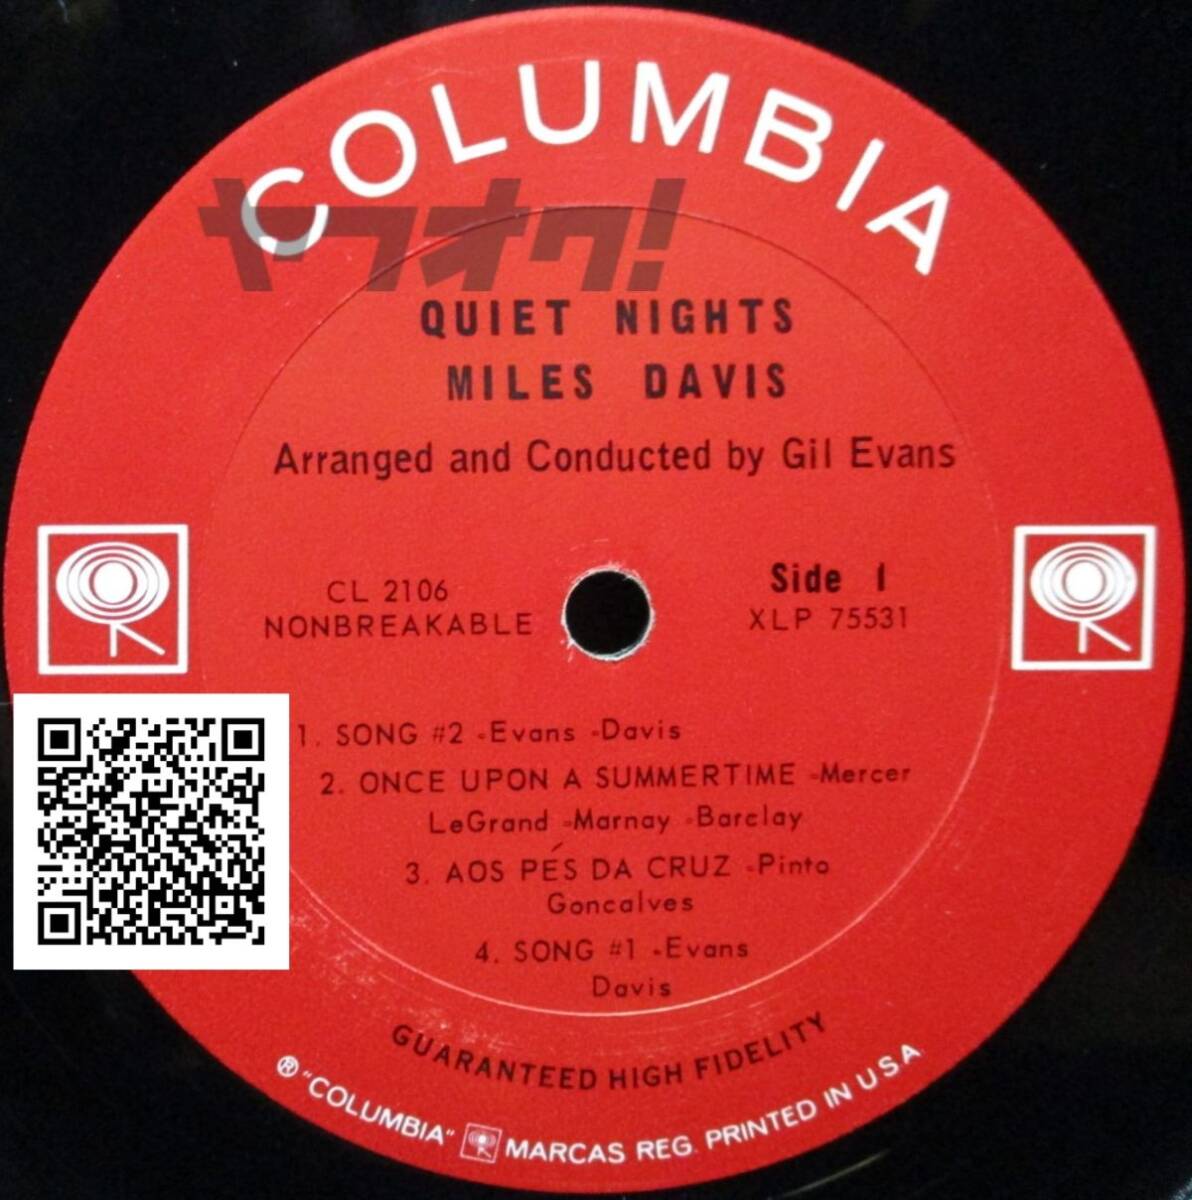 COLUMBIA
ヤフオク!
QUIET NIGHTS
MILES DAVIS
Arranged and Conducted by Gil Evans
CL 2106
NONBREAKABLE
Side 1
XLP 75531
1. SONG #2 -Evans -Davis
2. ONCE UPON A SUMMERTIME -Mercer
LeGrand -Marnay -Barclay
3. AOS PÉS DA CRUZ -Pinto
Goncalves
4. SONG #1 -Evans
Davis
GUARANTEED HIGH FIDELITY
® "COLUMBIA" MARCAS REG. PRINTED IN U S A